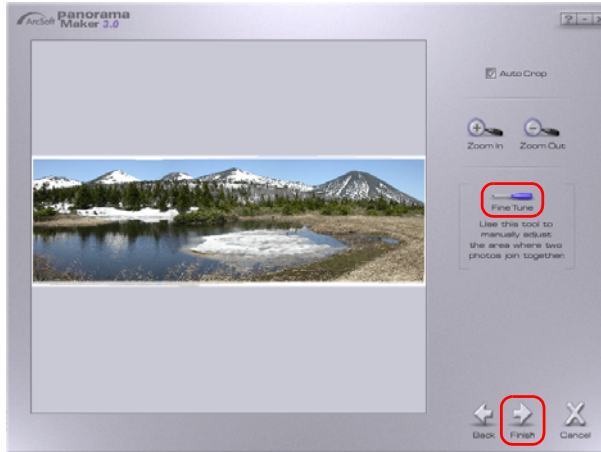 ArcSoft Panorama
Maker 3.0
? - x
Auto Crop
Zoom In Zoom Out
Fine Tune
Use this tool to
manually adjust
the area where two
photos join together.
Back Finish Cancel